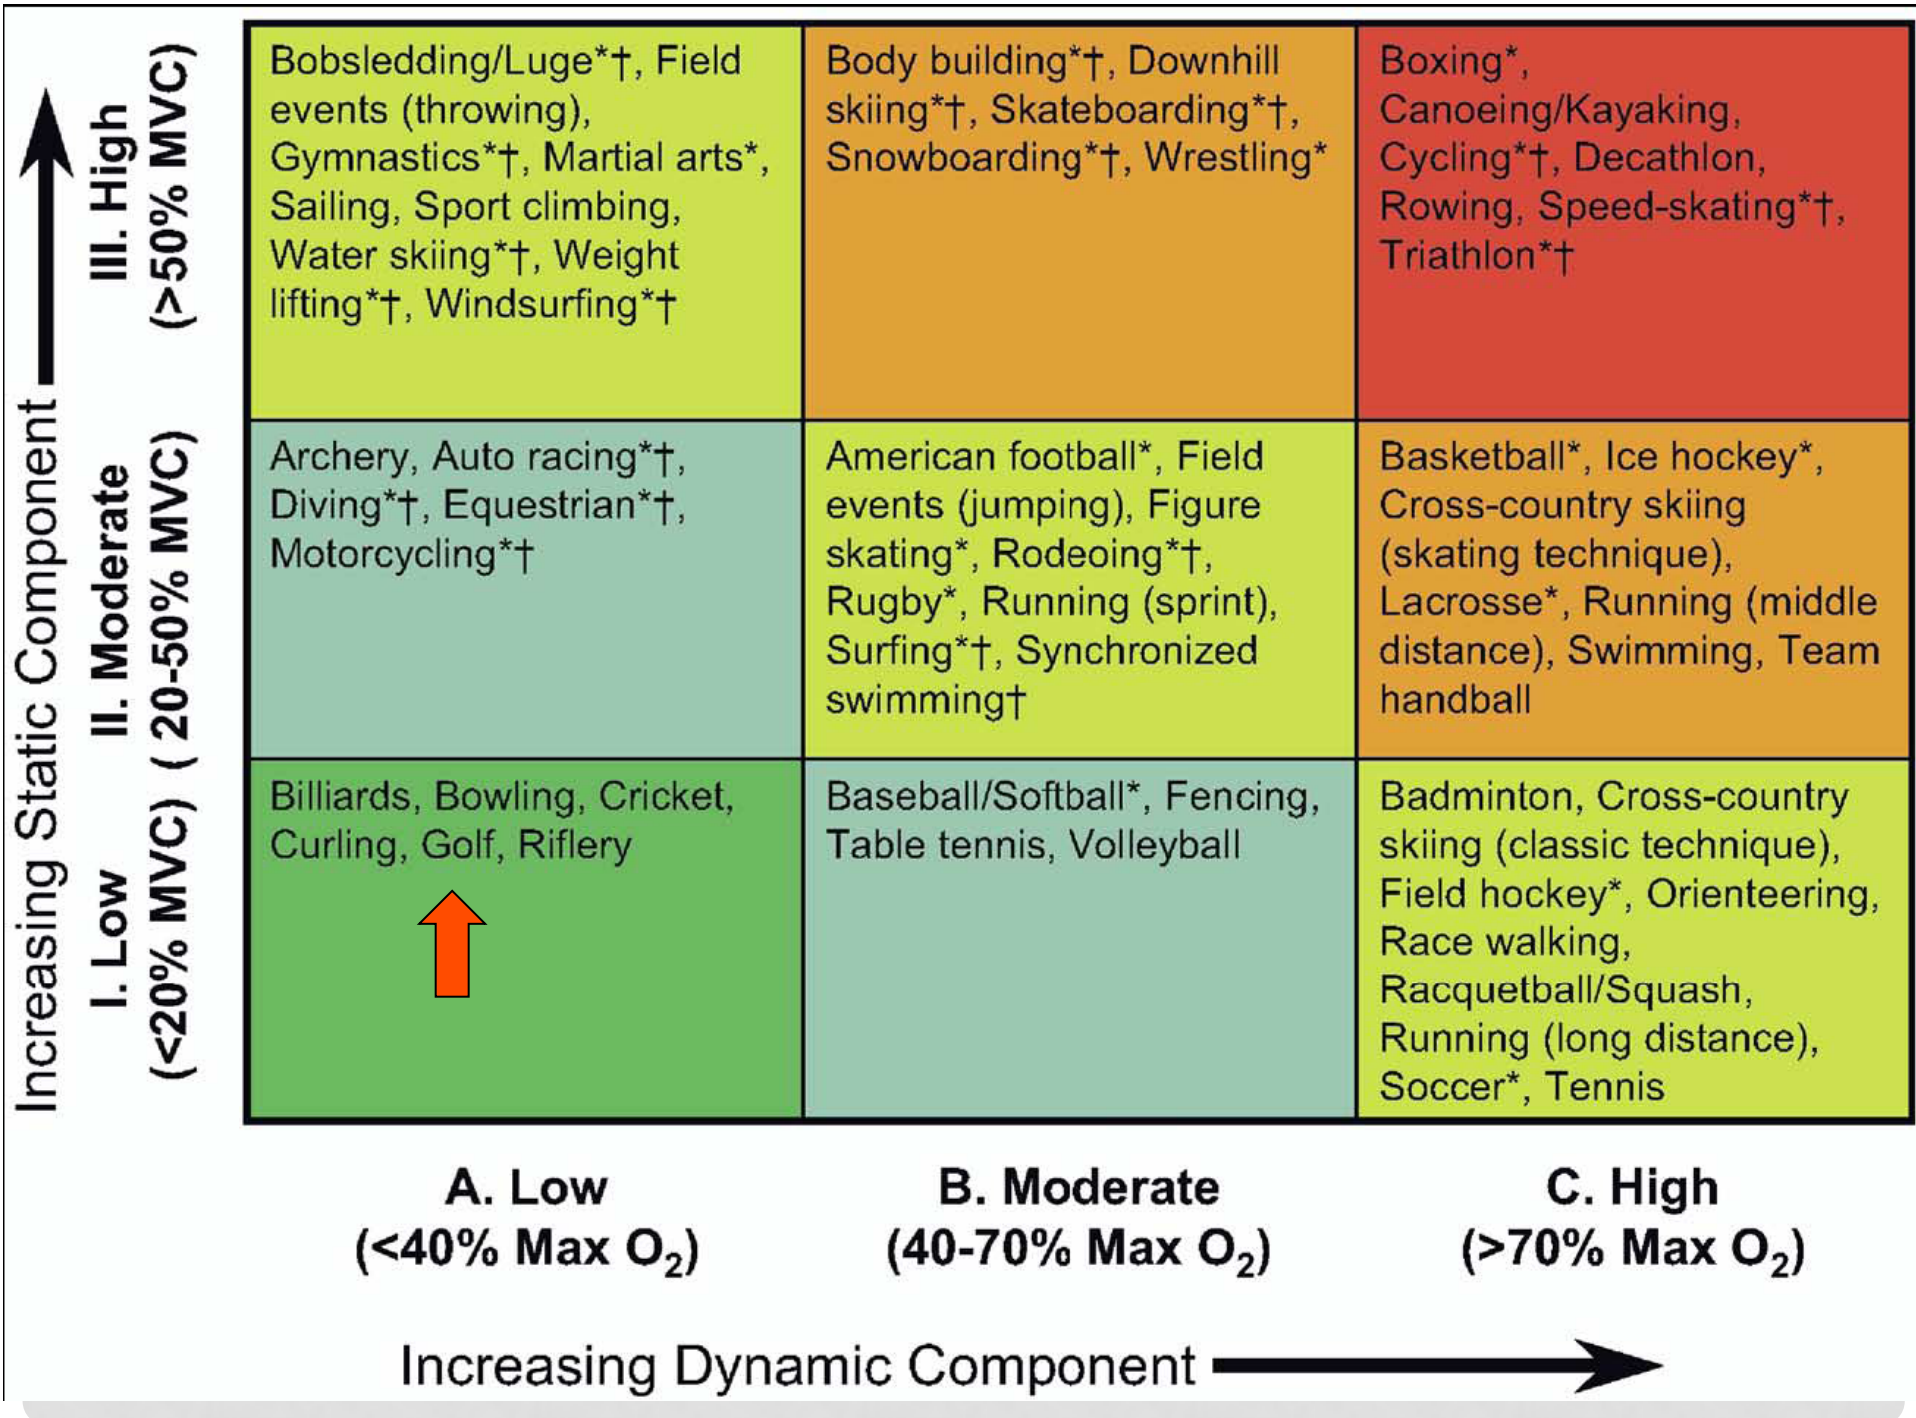 Increasing Static Component
III. High
(>50% MVC)
Bobsledding/Luge*†, Field
events (throwing),
Gymnastics*†, Martial arts*,
Sailing, Sport climbing,
Water skiing*†, Weight
lifting*†, Windsurfing*†
Body building*†, Downhill
skiing*†, Skateboarding*†,
Snowboarding*†, Wrestling*
Boxing*,
Canoeing/Kayaking,
Cycling*†, Decathlon,
Rowing, Speed-skating*†,
Triathlon*†
II. Moderate
( 20-50% MVC)
Archery, Auto racing*†,
Diving*†, Equestrian*†,
Motorcycling*†
American football*, Field
events (jumping), Figure
skating*, Rodeoing*†,
Rugby*, Running (sprint),
Surfing*†, Synchronized
swimming†
Basketball*, Ice hockey*,
Cross-country skiing
(skating technique),
Lacrosse*, Running (middle
distance), Swimming, Team
handball
I. Low
(<20% MVC)
Billiards, Bowling, Cricket,
Curling, Golf, Riflery
Baseball/Softball*, Fencing,
Table tennis, Volleyball
Badminton, Cross-country
skiing (classic technique),
Field hockey*, Orienteering,
Race walking,
Racquetball/Squash,
Running (long distance),
Soccer*, Tennis
A. Low
(<40% Max O₂)
B. Moderate
(40-70% Max O₂)
C. High
(>70% Max O₂)
Increasing Dynamic Component